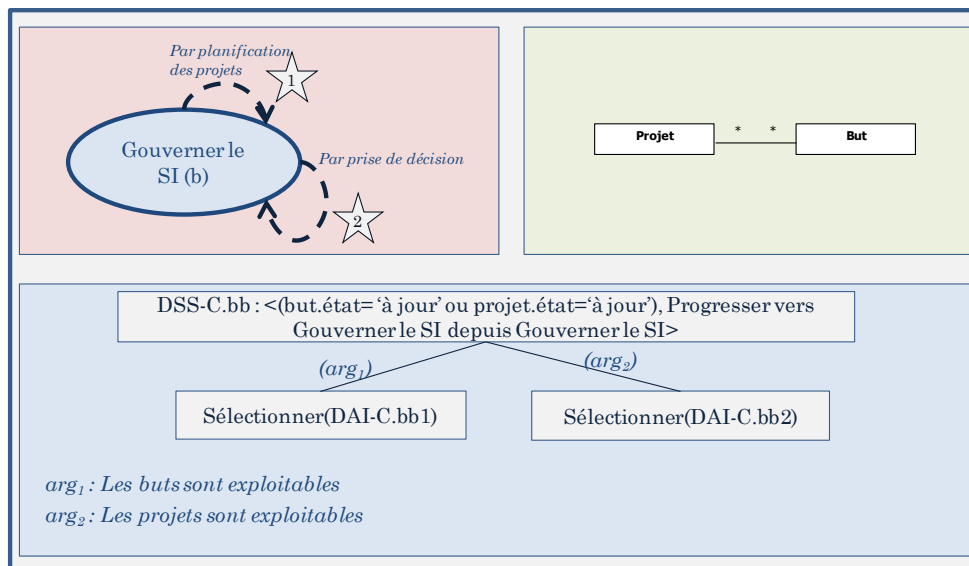 Par planification
des projets
1
Gouverner le
SI (b)
Par prise de décision
2
Projet
* *
But
DSS-C.bb : <(but.état= ‘à jour’ ou projet.état=‘à jour’), Progresser vers
Gouverner le SI depuis Gouverner le SI>
(arg₁)
(arg₂)
Sélectionner(DAI-C.bb1)
Sélectionner(DAI-C.bb2)
arg₁ : Les buts sont exploitables
arg₂ : Les projets sont exploitables